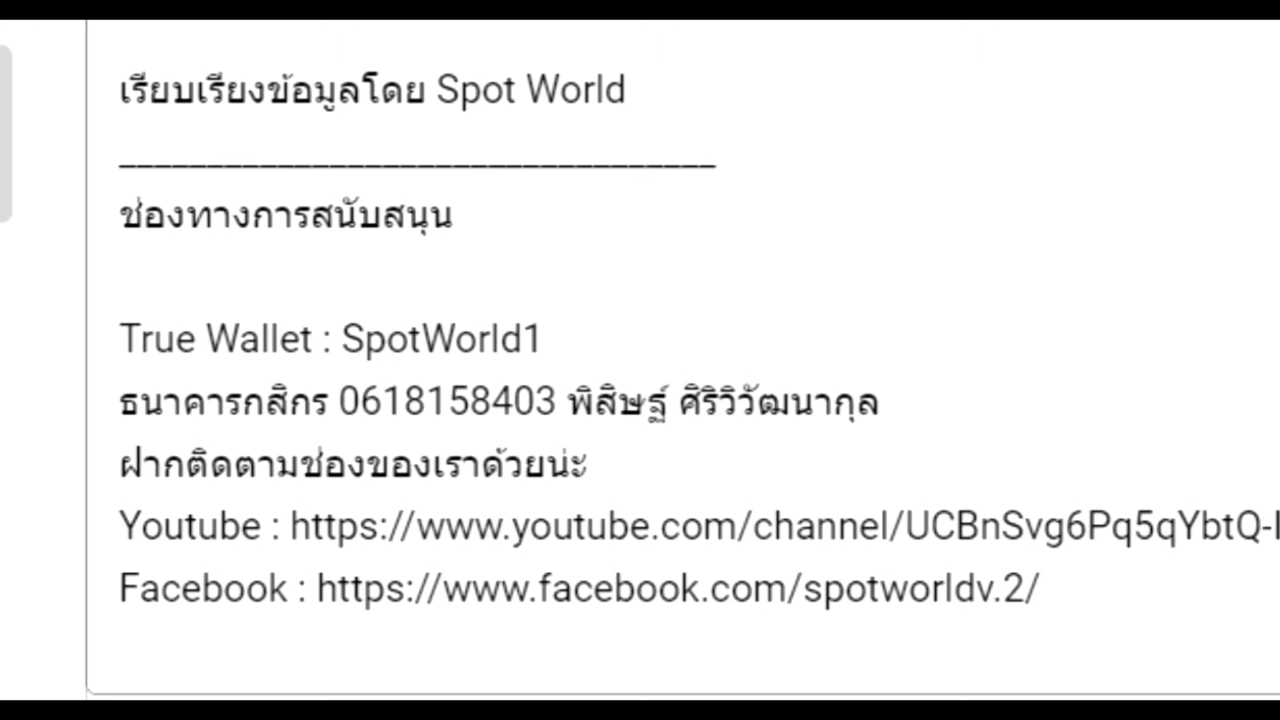 เรียบเรียงข้อมูลโดย Spot World
__________________________________
ช่องทางการสนับสนุน
True Wallet : SpotWorld1
ธนาคารกสิกร 0618158403 พิสิษฐ์ ศิริวิวัฒนากุล
ฝากติดตามช่องของเราด้วยน่ะ
Youtube : https://www.youtube.com/channel/UCBnSvg6Pq5qYbtQ-
Facebook : https://www.facebook.com/spotworldv.2/